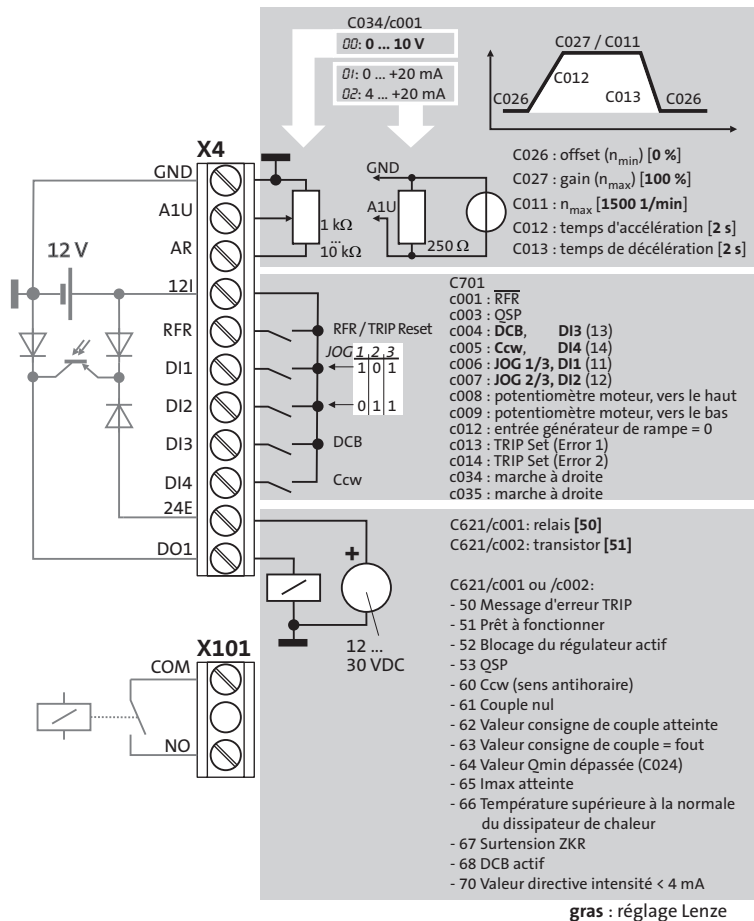 C034/c001
00: 0 ... 10 V
01: 0 ... +20 mA
02: 4 ... +20 mA
C027 / C011
C012
C026
C013
C026
X4
GND
A1U
AR
12I
RFR
DI1
DI2
DI3
DI4
24E
DO1
12 V
1 kΩ
...
10 kΩ
GND
A1U
250 Ω
C026 : offset (nmin) [0 %]
C027 : gain (nmax) [100 %]
C011 : nmax [1500 1/min]
C012 : temps d'accélération [2 s]
C013 : temps de décélération [2 s]
RFR / TRIP Reset
JOG 1 2 3
1 0 1
0 1 1
DCB
Ccw
C701
c001 : RFR
c003 : QSP
c004 : DCB, DI3 (13)
c005 : Ccw, DI4 (14)
c006 : JOG 1/3, DI1 (11)
c007 : JOG 2/3, DI2 (12)
c008 : potentiomètre moteur, vers le haut
c009 : potentiomètre moteur, vers le bas
c012 : entrée générateur de rampe = 0
c013 : TRIP Set (Error 1)
c014 : TRIP Set (Error 2)
c034 : marche à droite
c035 : marche à droite
+
12 ...
30 VDC
C621/c001: relais [50]
C621/c002: transistor [51]
C621/c001 ou /c002:
- 50 Message d'erreur TRIP
- 51 Prêt à fonctionner
- 52 Blocage du régulateur actif
- 53 QSP
- 60 Ccw (sens antihoraire)
- 61 Couple nul
- 62 Valeur consigne de couple atteinte
- 63 Valeur consigne de couple = fout
- 64 Valeur Qmin dépassée (C024)
- 65 Imax atteinte
- 66 Température supérieure à la normale
du dissipateur de chaleur
- 67 Surtension ZKR
- 68 DCB actif
- 70 Valeur directive intensité < 4 mA
X101
COM
NO
gras : réglage Lenze